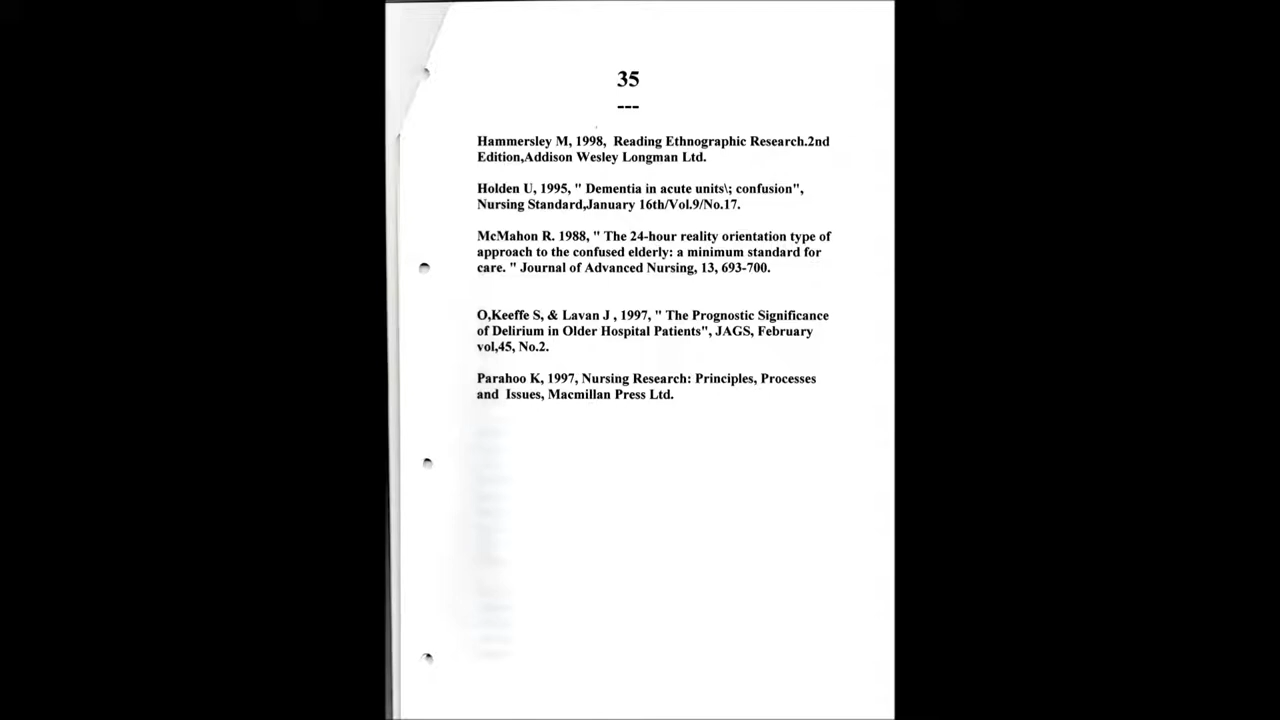 35
---
Hammersley M, 1998,  Reading Ethnographic Research.2nd
Edition,Addison Wesley Longman Ltd.
Holden U, 1995, " Dementia in acute units\; confusion",
Nursing Standard,January 16th/Vol.9/No.17.
McMahon R. 1988, " The 24-hour reality orientation type of
approach to the confused elderly: a minimum standard for
care. " Journal of Advanced Nursing, 13, 693-700.
O,Keeffe S, & Lavan J , 1997, " The Prognostic Significance
of Delirium in Older Hospital Patients", JAGS, February
vol,45, No.2.
Parahoo K, 1997, Nursing Research: Principles, Processes
and  Issues, Macmillan Press Ltd.